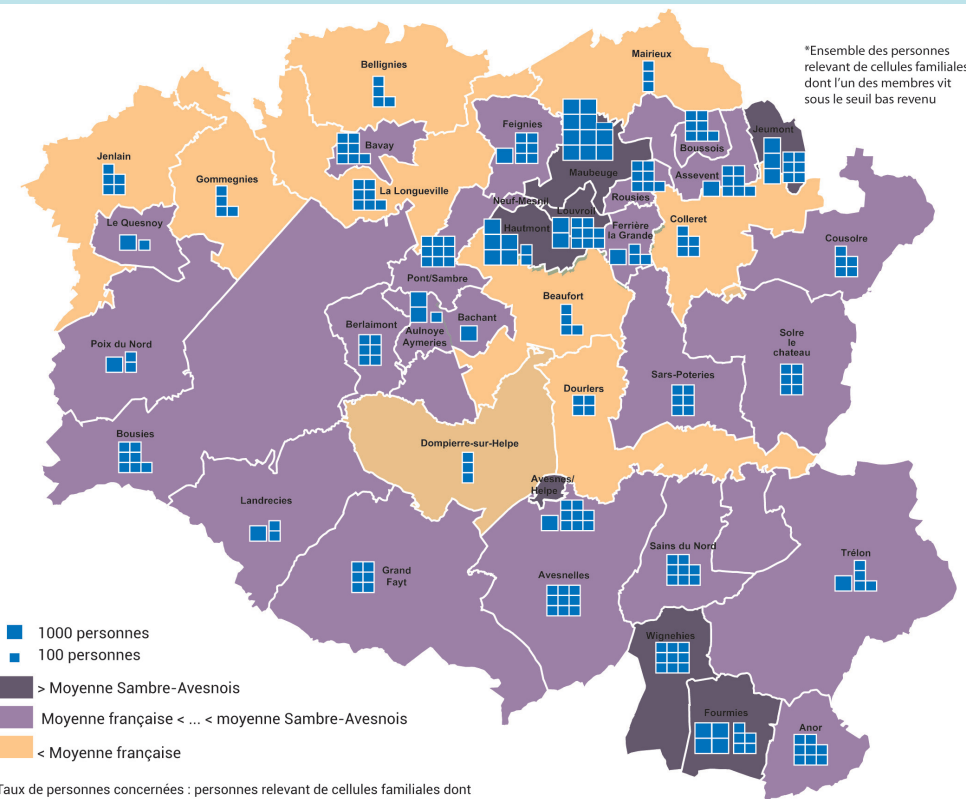 *Ensemble des personnes
relevant de cellules familiales
dont l'un des membres vit
sous le seuil bas revenu
Mairieux
Bellignies
Feignies
Jeumont
Bavay
Boussois
Jenlain
Maubeuge
Assevent
Gommegnies
La Longueville
Rousies
Neuf-Mesnil
Louvroil
Le Quesnoy
Hautmont
Ferrière
la Grande
Colleret
Cousolre
Pont/Sambre
Beaufort
Bachant
Berlaimont
Aulnoye
Aymeries
Poix du Nord
Solre
le
chateau
Sars-Poteries
Dourlers
Bousies
Dompierre-sur-Helpe
Avesnes/
Helpe
Landrecies
Sains du Nord
Trélon
Grand
Fayt
Avesnelles
Wignehies
Fourmies
Anor
1000 personnes
100 personnes
> Moyenne Sambre-Avesnois
Moyenne française < ... < moyenne Sambre-Avesnois
< Moyenne française
Taux de personnes concernées : personnes relevant de cellules familiales dont